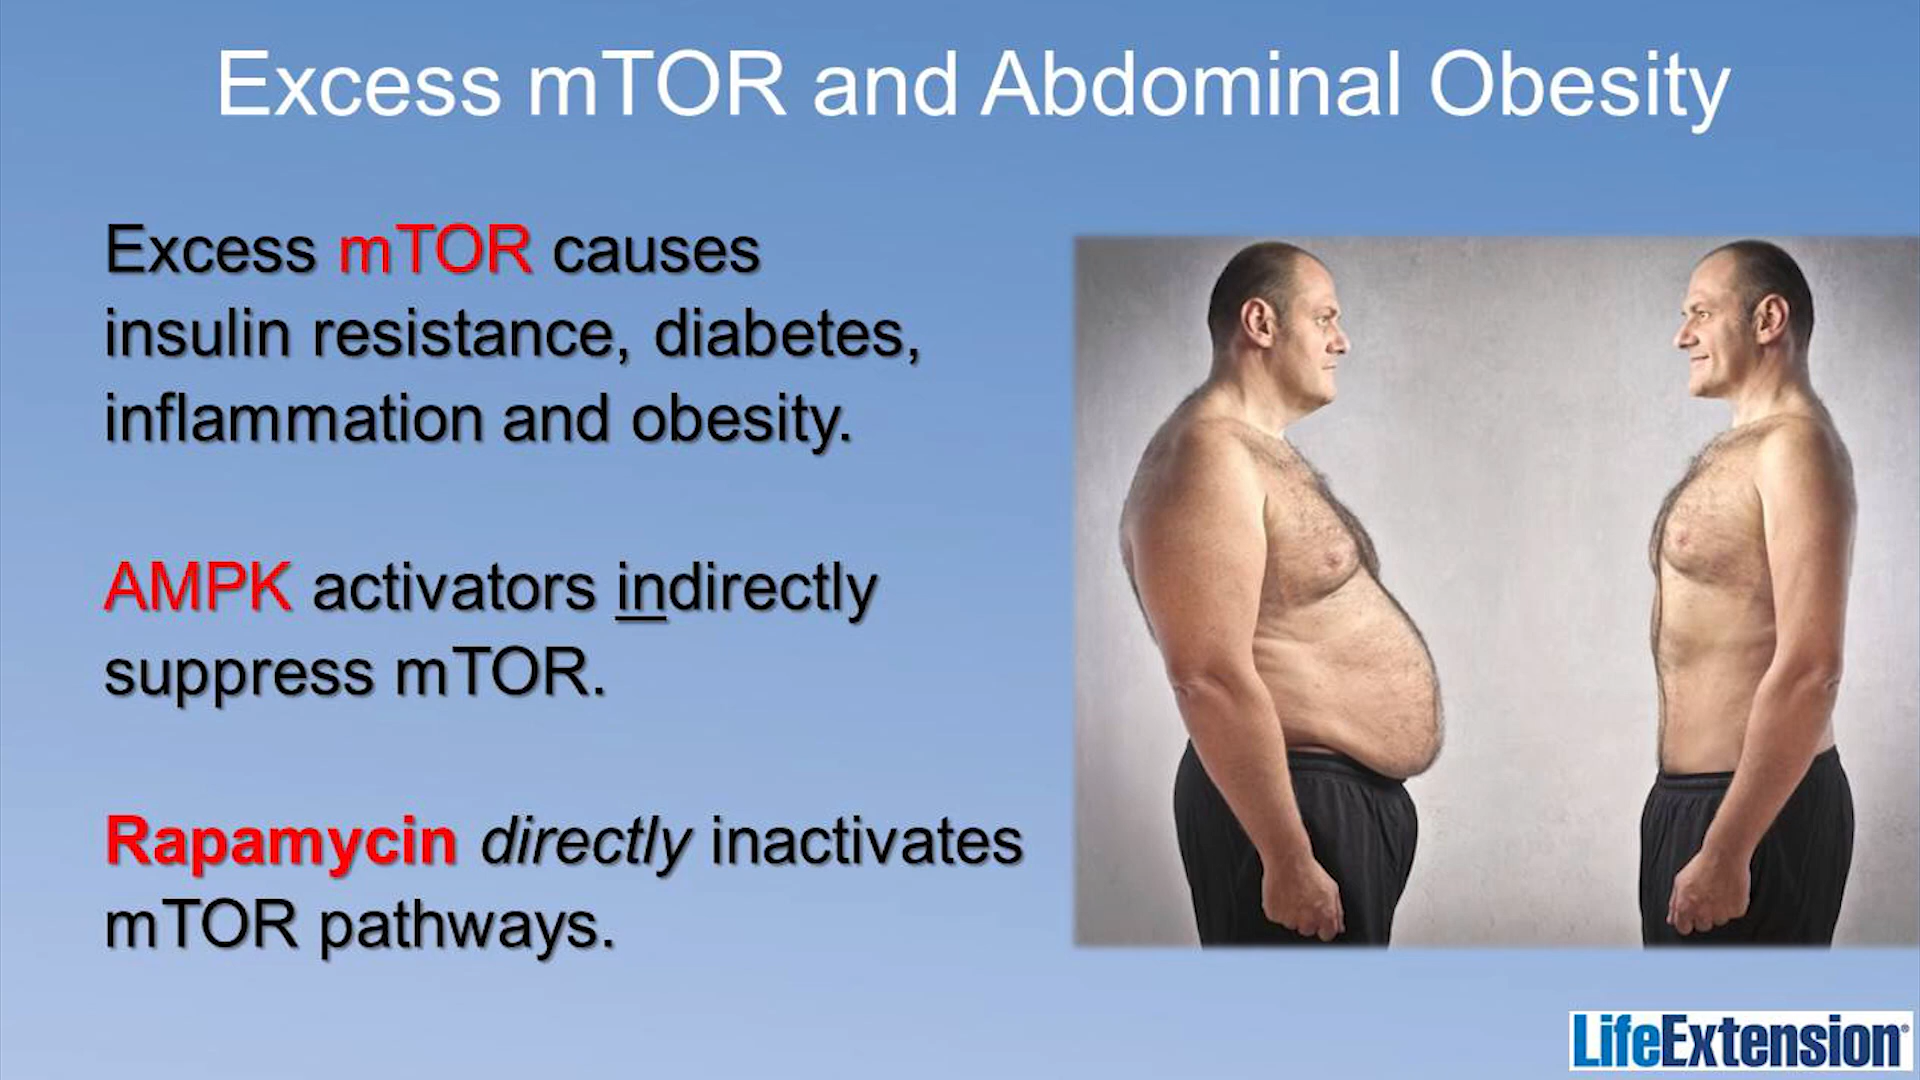 Excess mTOR and Abdominal Obesity
Excess mTOR causes
insulin resistance, diabetes,
inflammation and obesity.
AMPK activators indirectly
suppress mTOR.
Rapamycin directly inactivates
mTOR pathways.
LifeExtension®